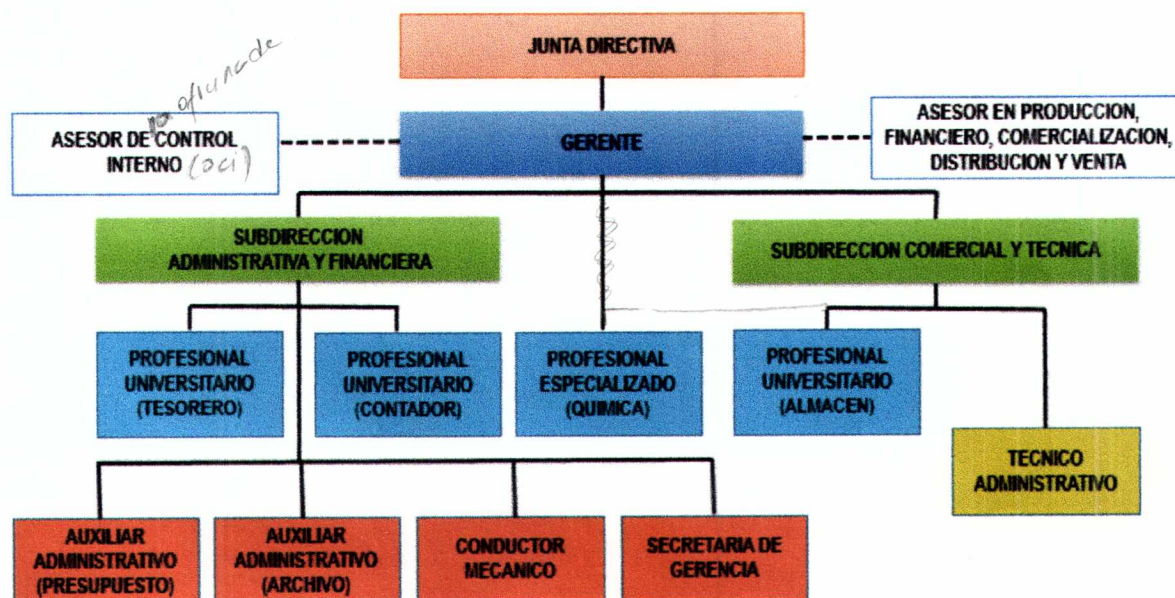 JUNTA DIRECTIVA
ASESOR DE CONTROL
INTERNO (oci)
GERENTE
ASESOR EN PRODUCCION,
FINANCIERO, COMERCIALIZACION,
DISTRIBUCION Y VENTA
SUBDIRECCION
ADMINISTRATIVA Y FINANCIERA
SUBDIRECCION COMERCIAL Y TECNICA
PROFESIONAL
UNIVERSITARIO
(TESORERO)
PROFESIONAL
UNIVERSITARIO
(CONTADOR)
PROFESIONAL
ESPECIALIZADO
(QUIMICA)
PROFESIONAL
UNIVERSITARIO
(ALMACEN)
TECNICO
ADMINISTRATIVO
AUXILIAR
ADMINISTRATIVO
(PRESUPUESTO)
AUXILIAR
ADMINISTRATIVO
(ARCHIVO)
CONDUCTOR
MECANICO
SECRETARIA DE
GERENCIA